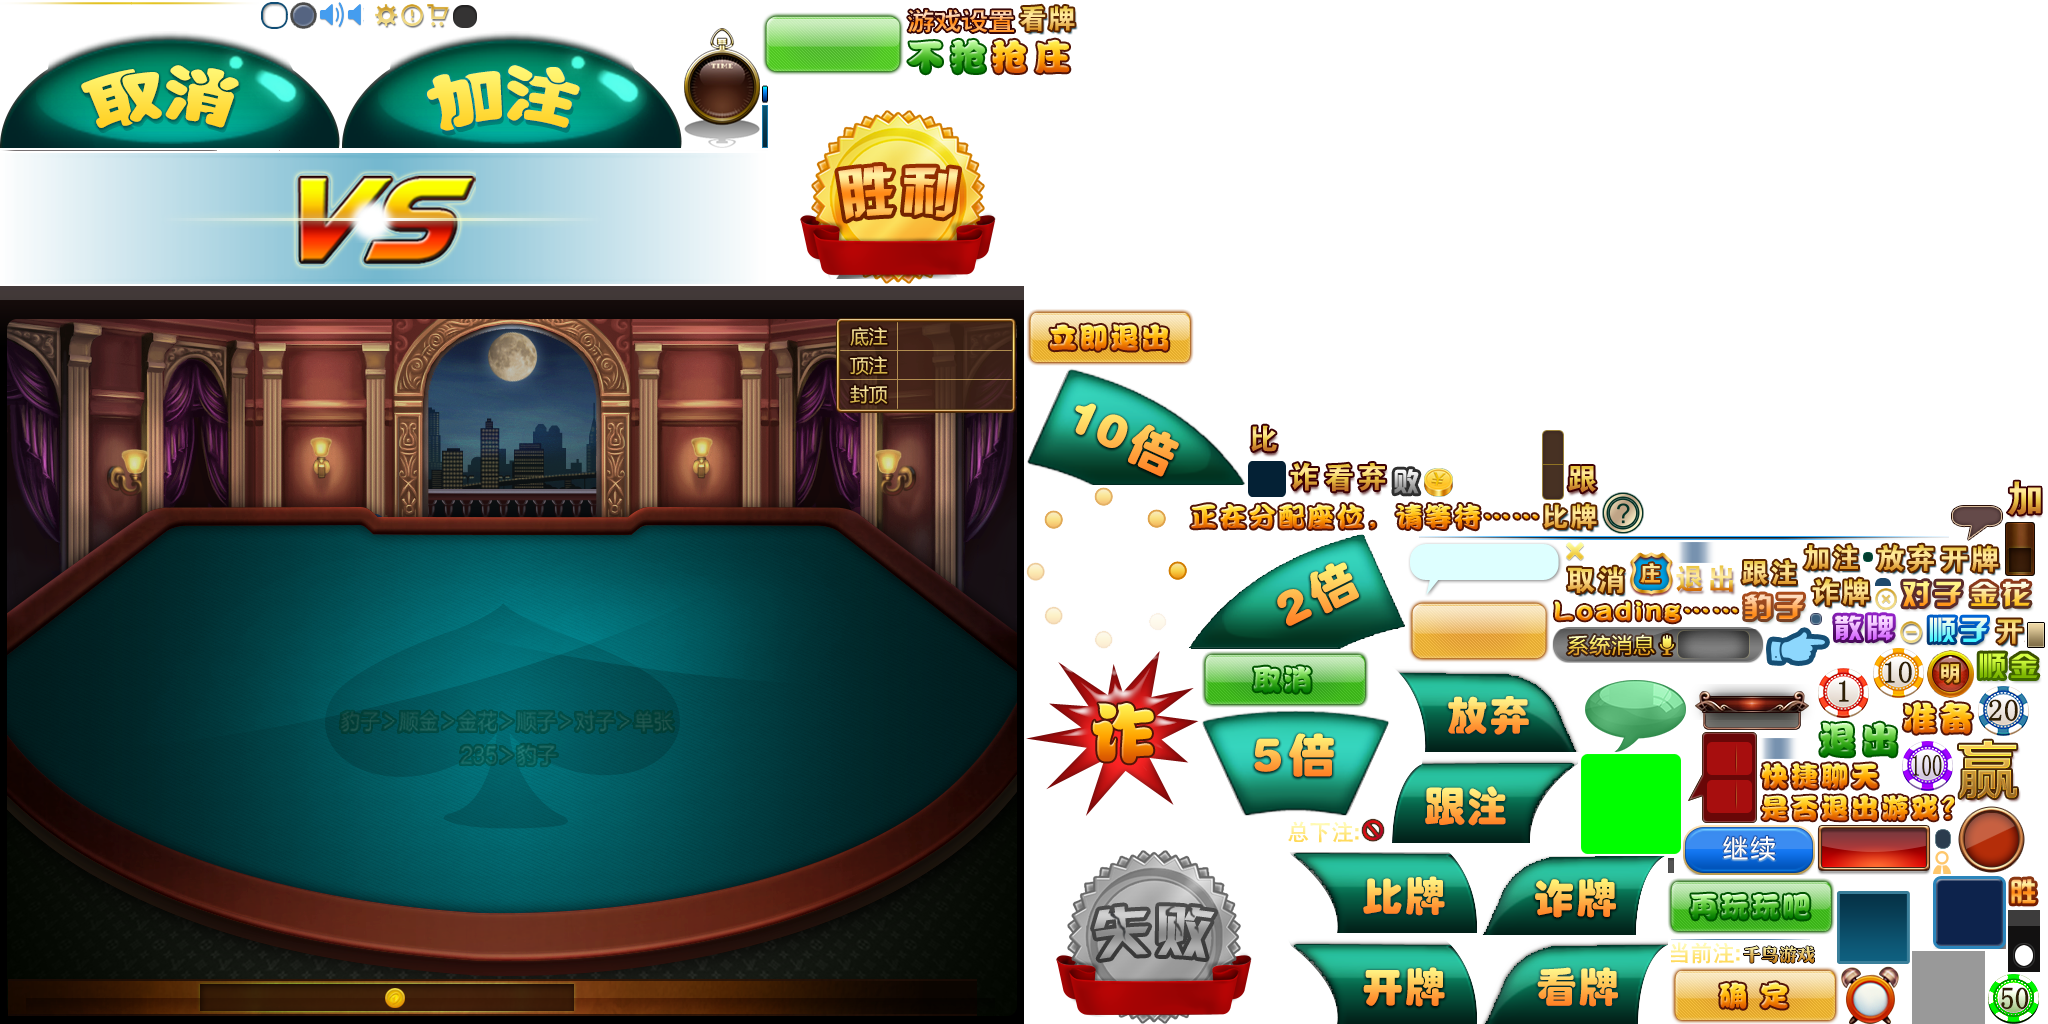 游戏设置 看牌
不抢 抢庄
取消
加注
TIME
胜利
VS
底注
顶注
封顶
立即退出
10倍
比
诈 看 弃 败
跟
加
正在分配座位，请等待…… 比牌
?
2倍
取消
庄
退出
跟注
加注
放弃
开牌
诈牌
对子
金花
Loading……
豹子
散牌
顺子
开
系统消息
取消
诈
5倍
放弃
1
10
明
顺金
20
准备
退出
跟注
100
赢
快捷聊天
是否退出游戏？
豹子>顺金>金花>顺子>对子>单张
235>豹子
总下注:
继续
比牌
诈牌
再玩玩吧
胜
失败
当前注:
千鸟游戏
开牌
看牌
确定
50